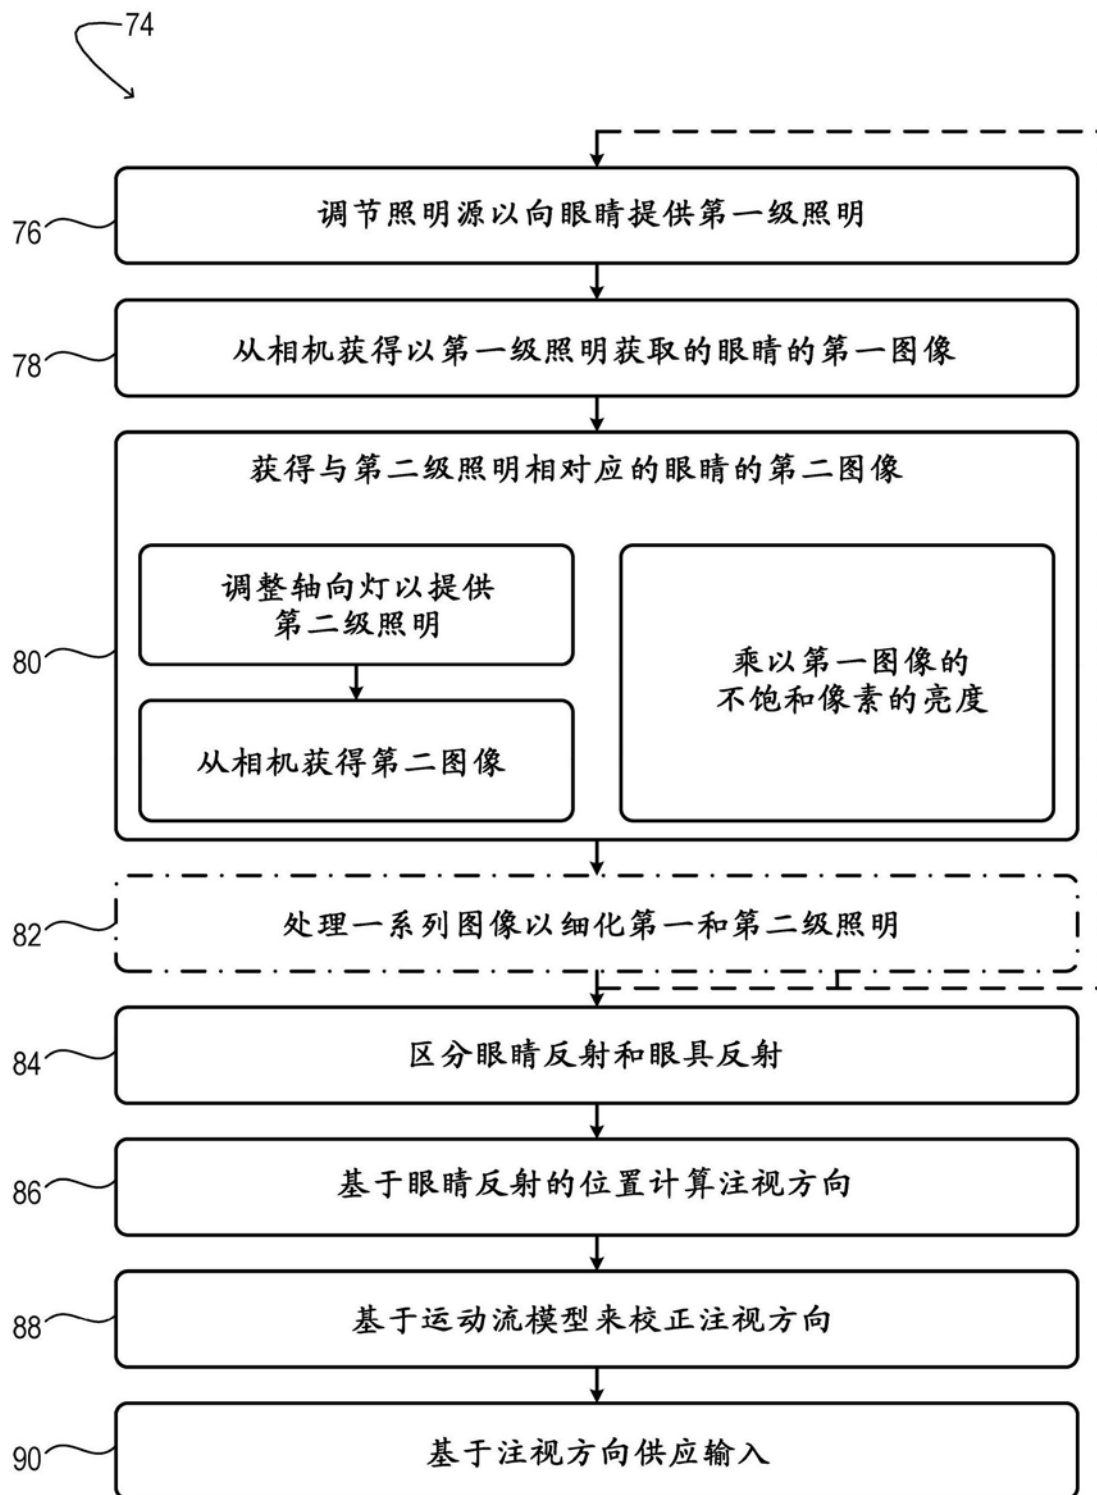 74
76
调节照明源以向眼睛提供第一级照明
78
从相机获得以第一级照明获取的眼睛的第一图像
80
获得与第二级照明相对应的眼睛的第二图像
调整轴向灯以提供
第二级照明
从相机获得第二图像
乘以第一图像的
不饱和像素的亮度
82
处理一系列图像以细化第一和第二级照明
84
区分眼睛反射和眼具反射
86
基于眼睛反射的位置计算注视方向
88
基于运动流模型来校正注视方向
90
基于注视方向供应输入